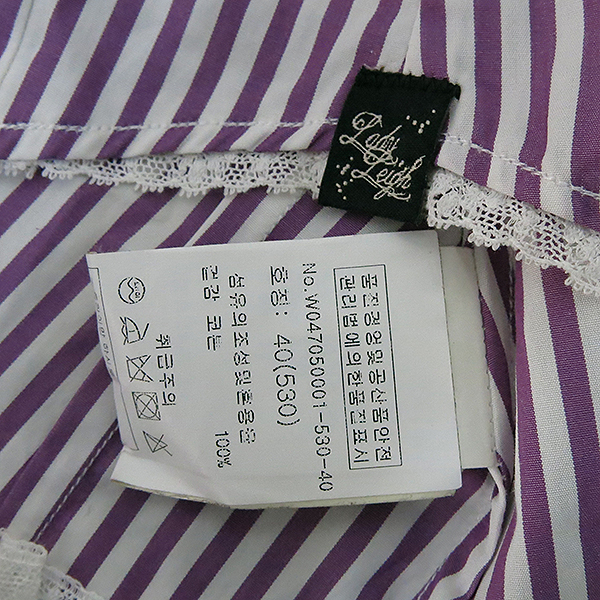 Lady
Leigh
품질경영및공산품안전
관리법에의한품질표시
No.W047050001-530-40
호칭: 40(530)
섬유의조성및혼용율
겉감 코튼 100%
취급주의